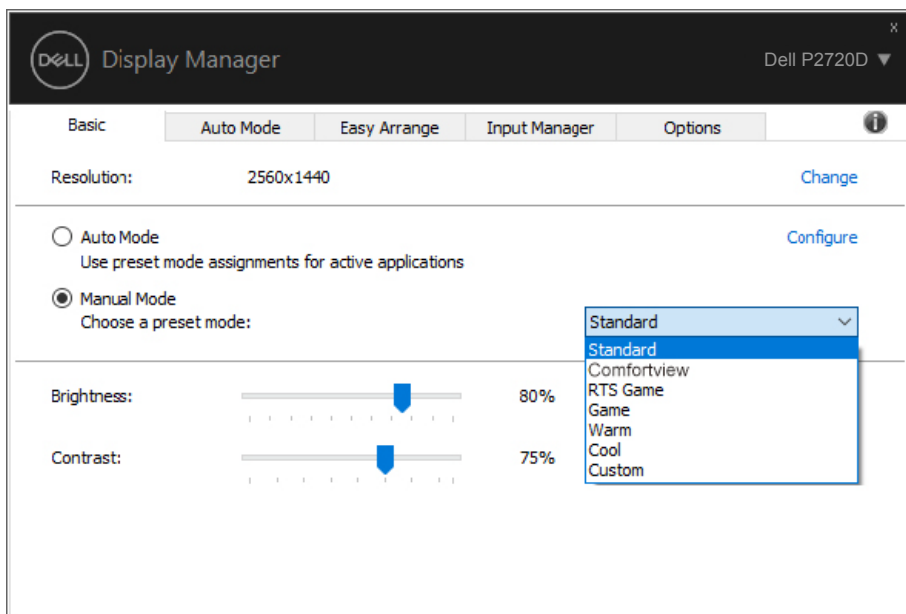 x
DELL Display Manager
Dell P2720D ▼
Basic Auto Mode Easy Arrange Input Manager Options
Resolution: 2560x1440 Change
Auto Mode Configure
Use preset mode assignments for active applications
Manual Mode
Choose a preset mode: Standard
Standard
Comfortview
RTS Game
Game
Warm
Cool
Custom
Brightness: 80%
Contrast: 75%